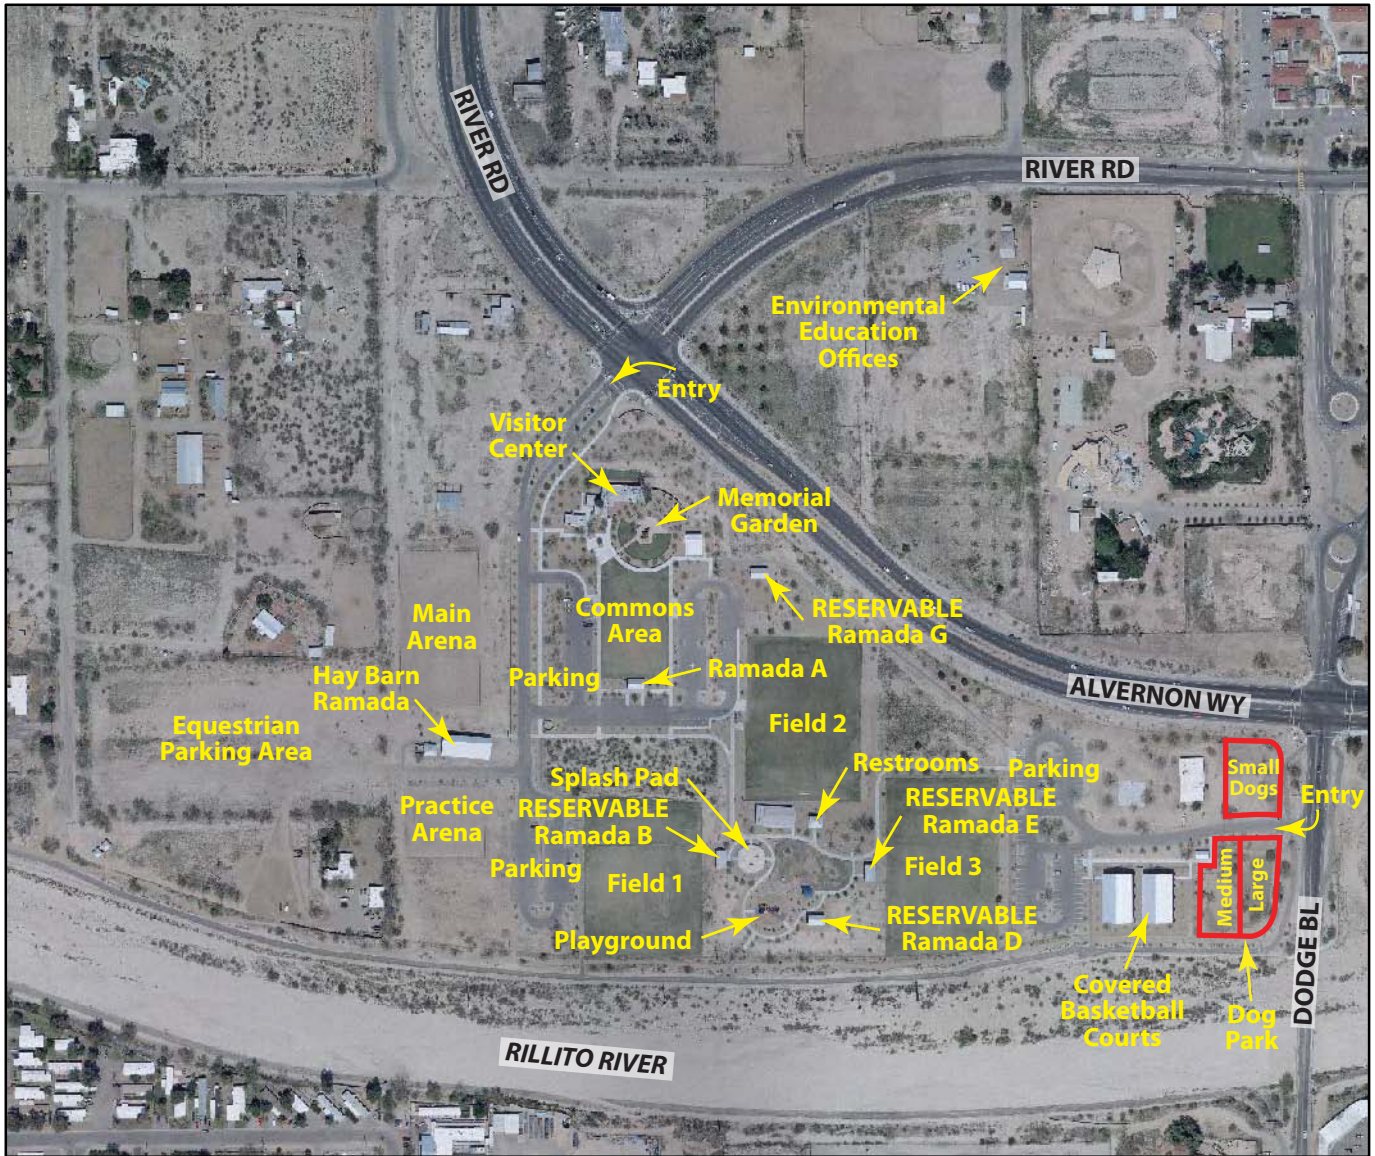 RIVER RD
RIVER RD
Environmental
Education
Offices
Entry
Visitor
Center
Memorial
Garden
RESERVABLE
Ramada G
Commons
Area
Main
Arena
Parking
Ramada A
Hay Barn
Ramada
ALVERNON WY
Equestrian
Parking Area
Field 2
Splash Pad
Restrooms
Parking
Small
Dogs
Entry
Practice
Arena
RESERVABLE
Ramada B
RESERVABLE
Ramada E
Parking
Field 1
Field 3
Medium
Large
Playground
RESERVABLE
Ramada D
Covered
Basketball
Courts
Dog
Park
DODGE BL
RILLITO RIVER